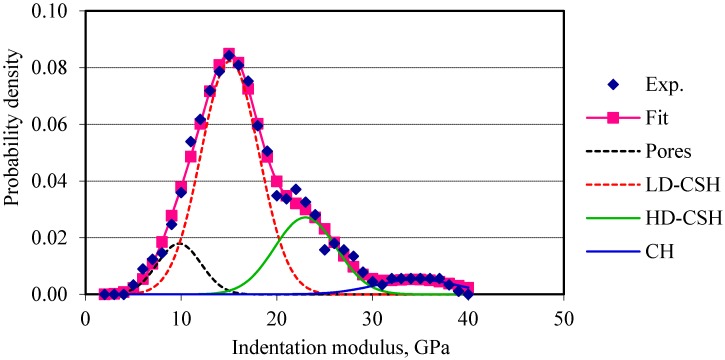 0.10
0.08
0.06
0.04
0.02
0.00
Probability density
0 10 20 30 40 50
Indentation modulus, GPa
Exp.
Fit
Pores
LD-CSH
HD-CSH
CH